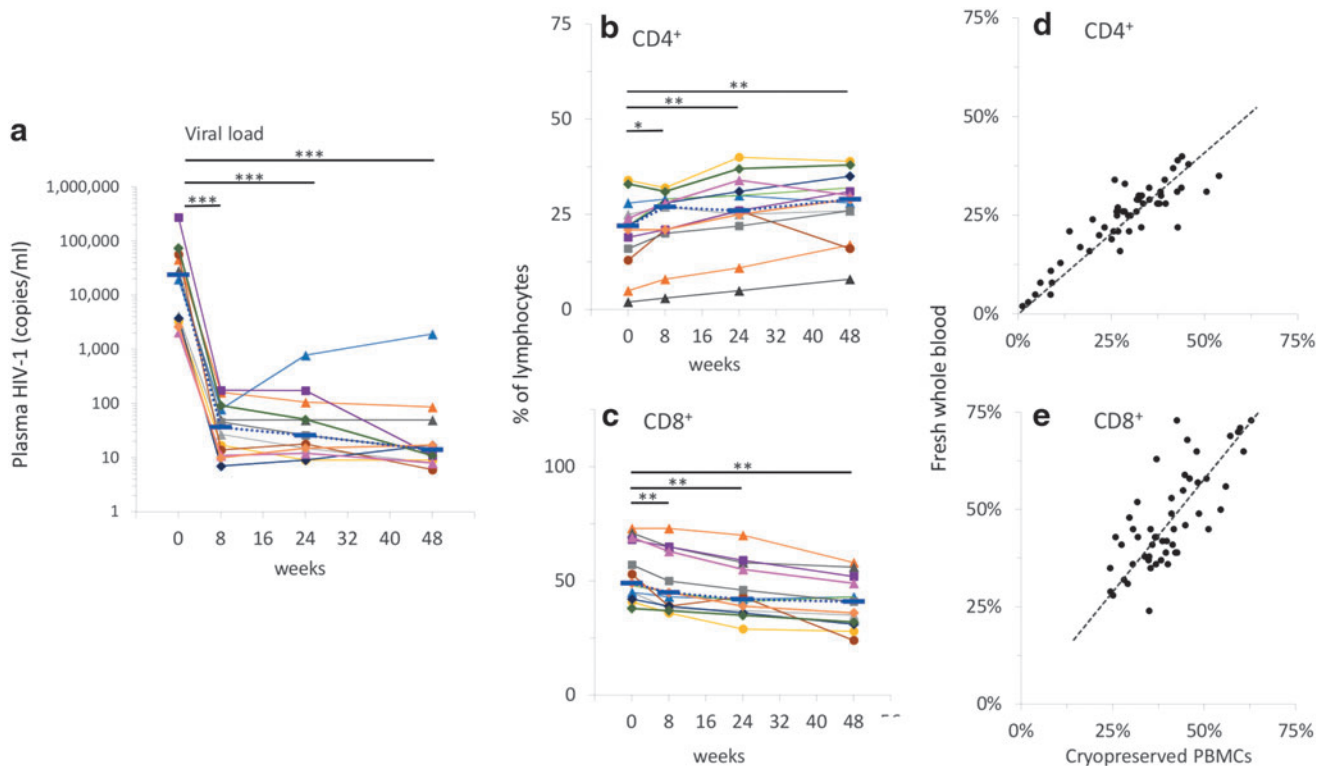 a
Viral load
***
***
***
1,000,000
100,000
10,000
1,000
100
10
1
Plasma HIV-1 (copies/ml)
0 8 16 24 32 40 48
weeks
b
CD4+
75
50
25
0
**
**
*
0 8 16 24 32 40 48
weeks
% of lymphocytes
c
CD8+
100
50
0
**
**
**
0 8 16 24 32 40 48
weeks
d
CD4+
75%
50%
25%
0%
0% 25% 50% 75%
Fresh whole blood
e
CD8+
75%
50%
25%
0%
0% 25% 50% 75%
Cryopreserved PBMCs